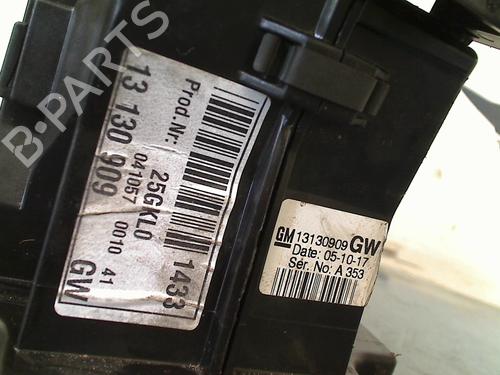 B-PARTS
Prod.Nr: 1433
25GKL0
041057 0010 41
13 130 909 GW
GM 13130909 GW
Date: 05-10-17
Ser. No: A 353